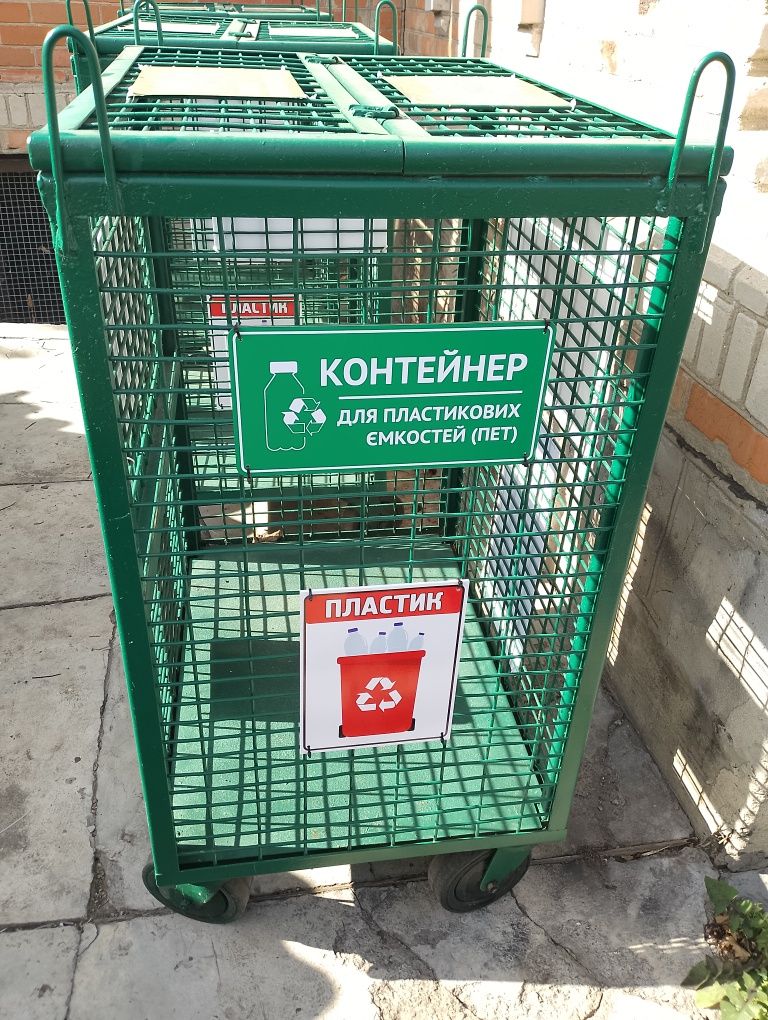 ПЛАСТИК
КОНТЕЙНЕР
ДЛЯ ПЛАСТИКОВИХ
ЄМКОСТЕЙ (ПЕТ)
ПЛАСТИК